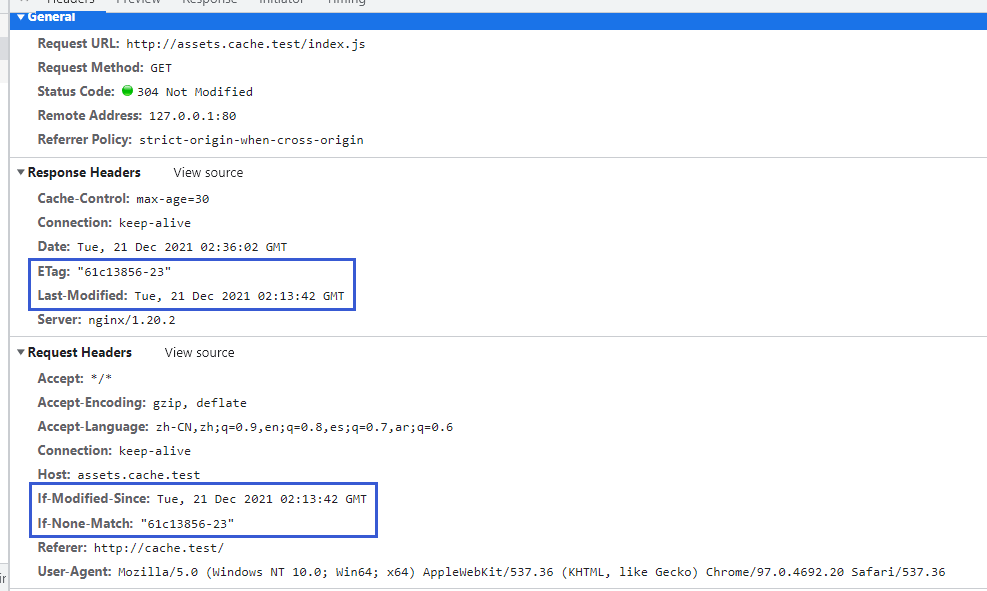 Headers Preview Response Initiator Timing
General
Request URL: http://assets.cache.test/index.js
Request Method: GET
Status Code: 304 Not Modified
Remote Address: 127.0.0.1:80
Referrer Policy: strict-origin-when-cross-origin
Response Headers View source
Cache-Control: max-age=30
Connection: keep-alive
Date: Tue, 21 Dec 2021 02:36:02 GMT
ETag: "61c13856-23"
Last-Modified: Tue, 21 Dec 2021 02:13:42 GMT
Server: nginx/1.20.2
Request Headers View source
Accept: */*
Accept-Encoding: gzip, deflate
Accept-Language: zh-CN,zh;q=0.9,en;q=0.8,es;q=0.7,ar;q=0.6
Connection: keep-alive
Host: assets.cache.test
If-Modified-Since: Tue, 21 Dec 2021 02:13:42 GMT
If-None-Match: "61c13856-23"
Referer: http://cache.test/
User-Agent: Mozilla/5.0 (Windows NT 10.0; Win64; x64) AppleWebKit/537.36 (KHTML, like Gecko) Chrome/97.0.4692.20 Safari/537.36